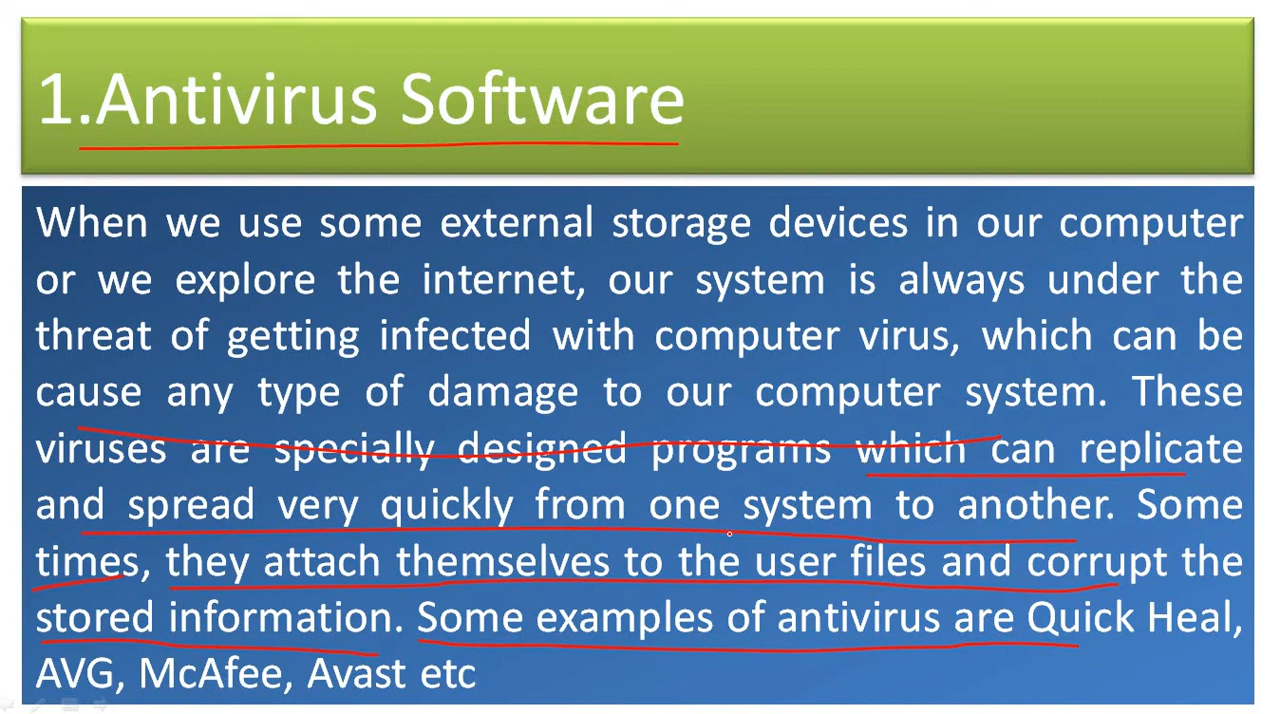 1.Antivirus Software
When we use some external storage devices in our computer
or we explore the internet, our system is always under the
threat of getting infected with computer virus, which can be
cause any type of damage to our computer system. These
viruses are specially designed programs which can replicate
and spread very quickly from one system to another. Some
times, they attach themselves to the user files and corrupt the
stored information. Some examples of antivirus are Quick Heal,
AVG, McAfee, Avast etc